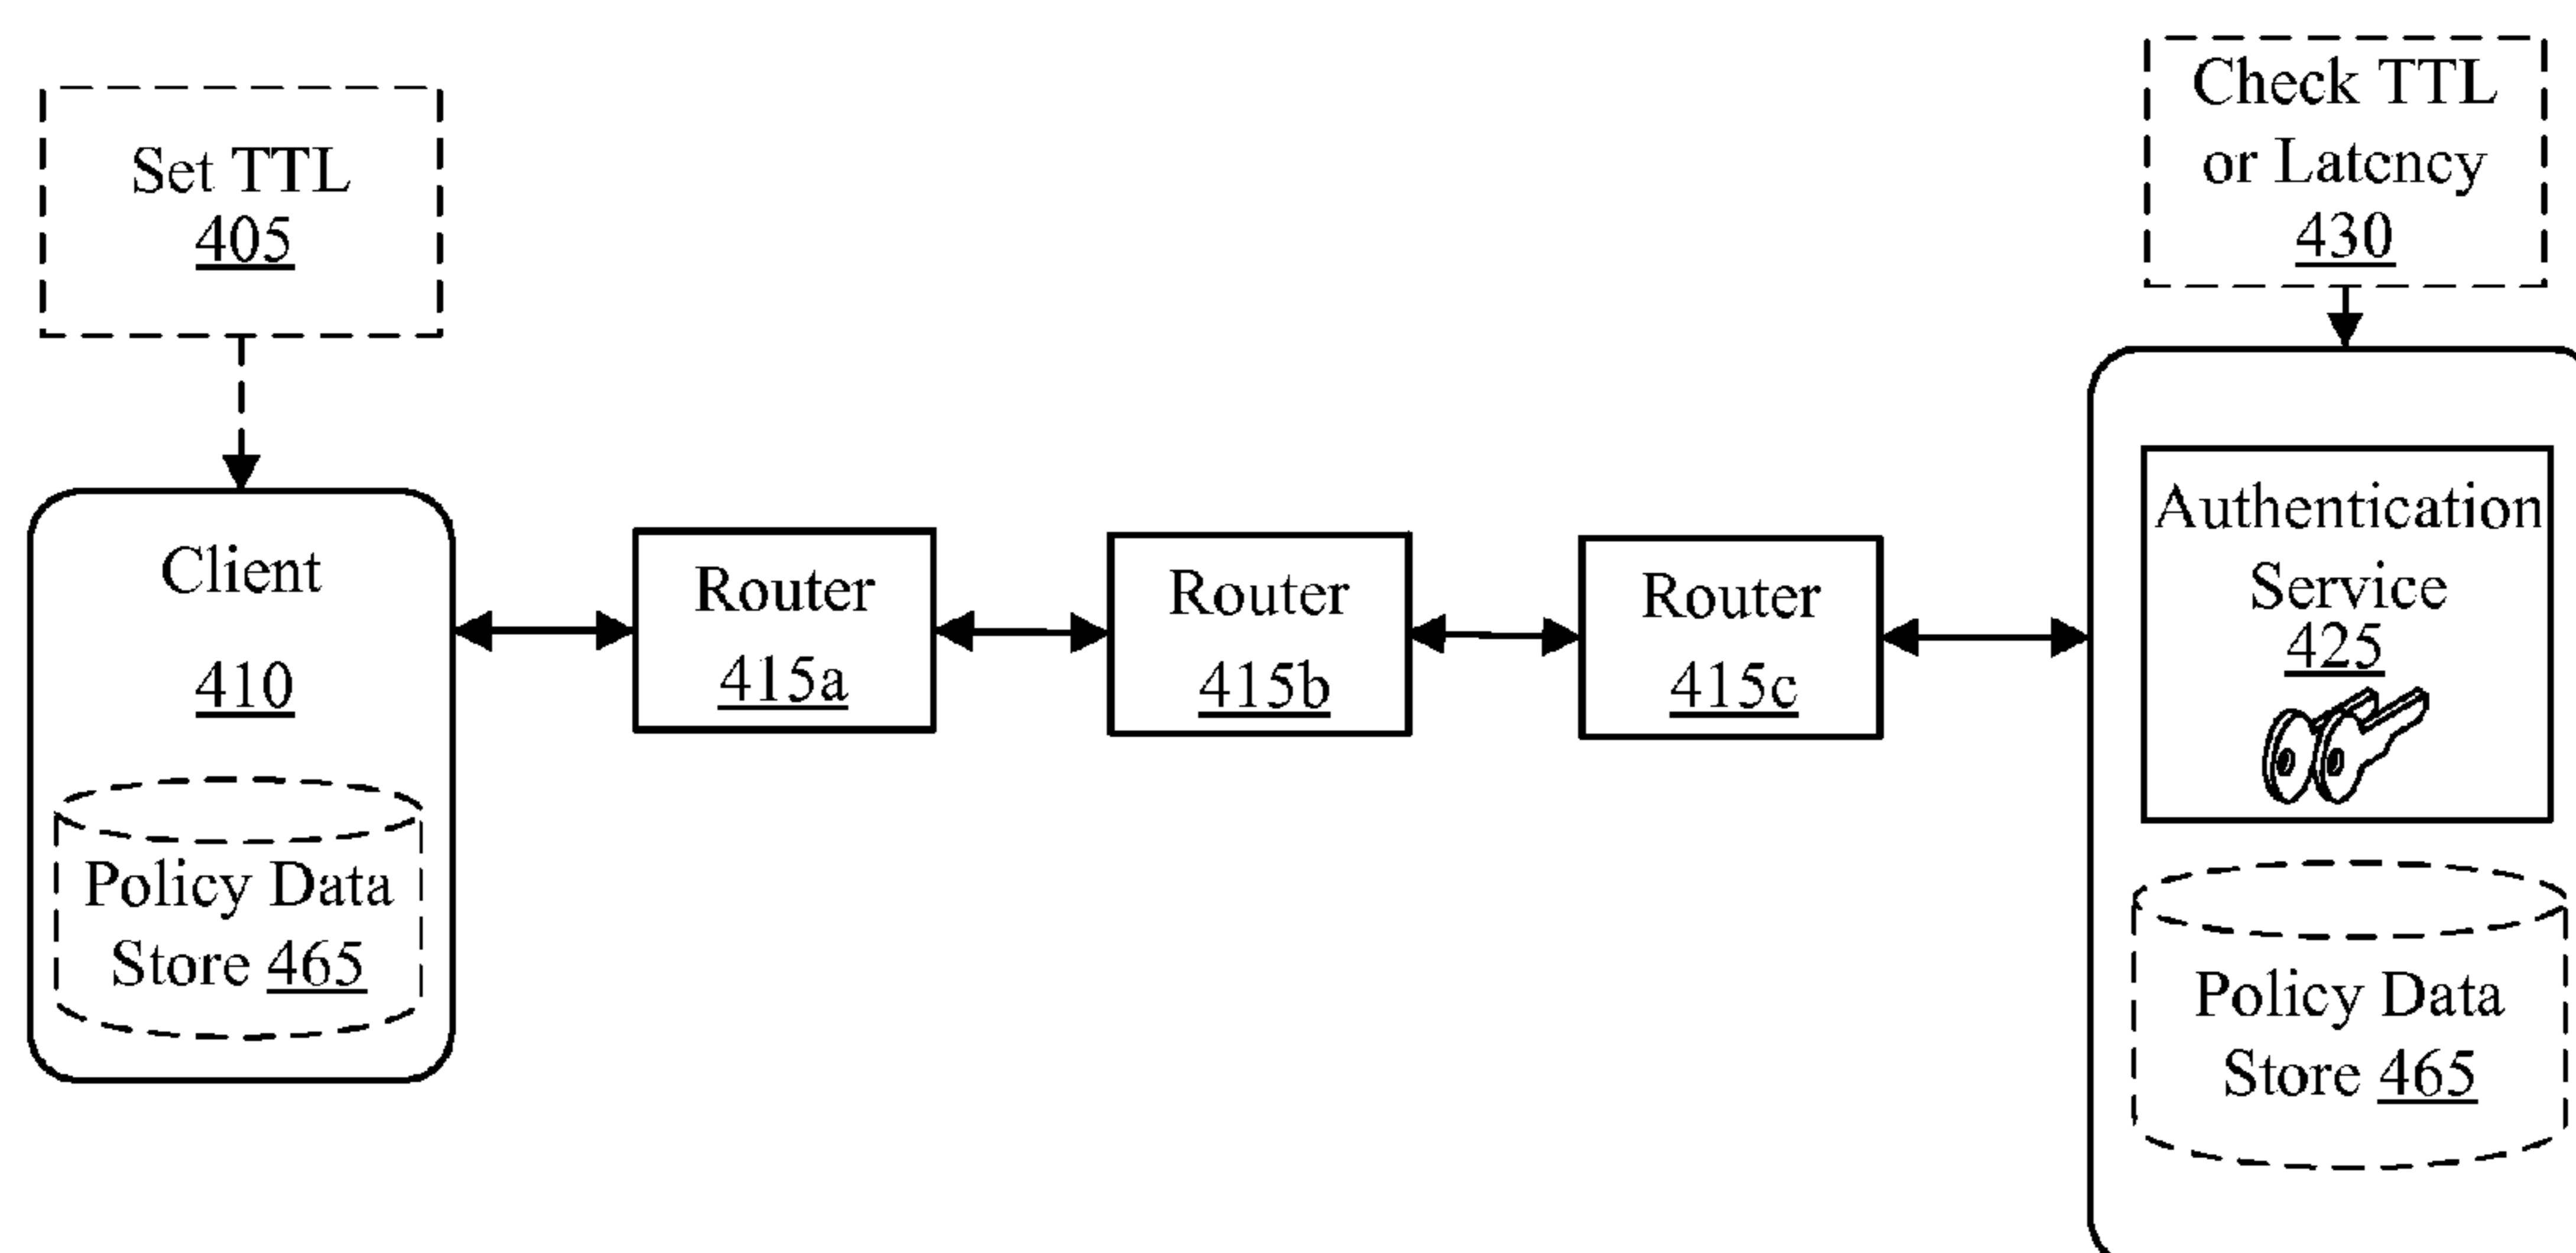 Set TTL
405
Check TTL
or Latency
430
Client
410
Policy Data
Store 465
Router
415a
Router
415b
Router
415c
Authentication
Service
425
Policy Data
Store 465